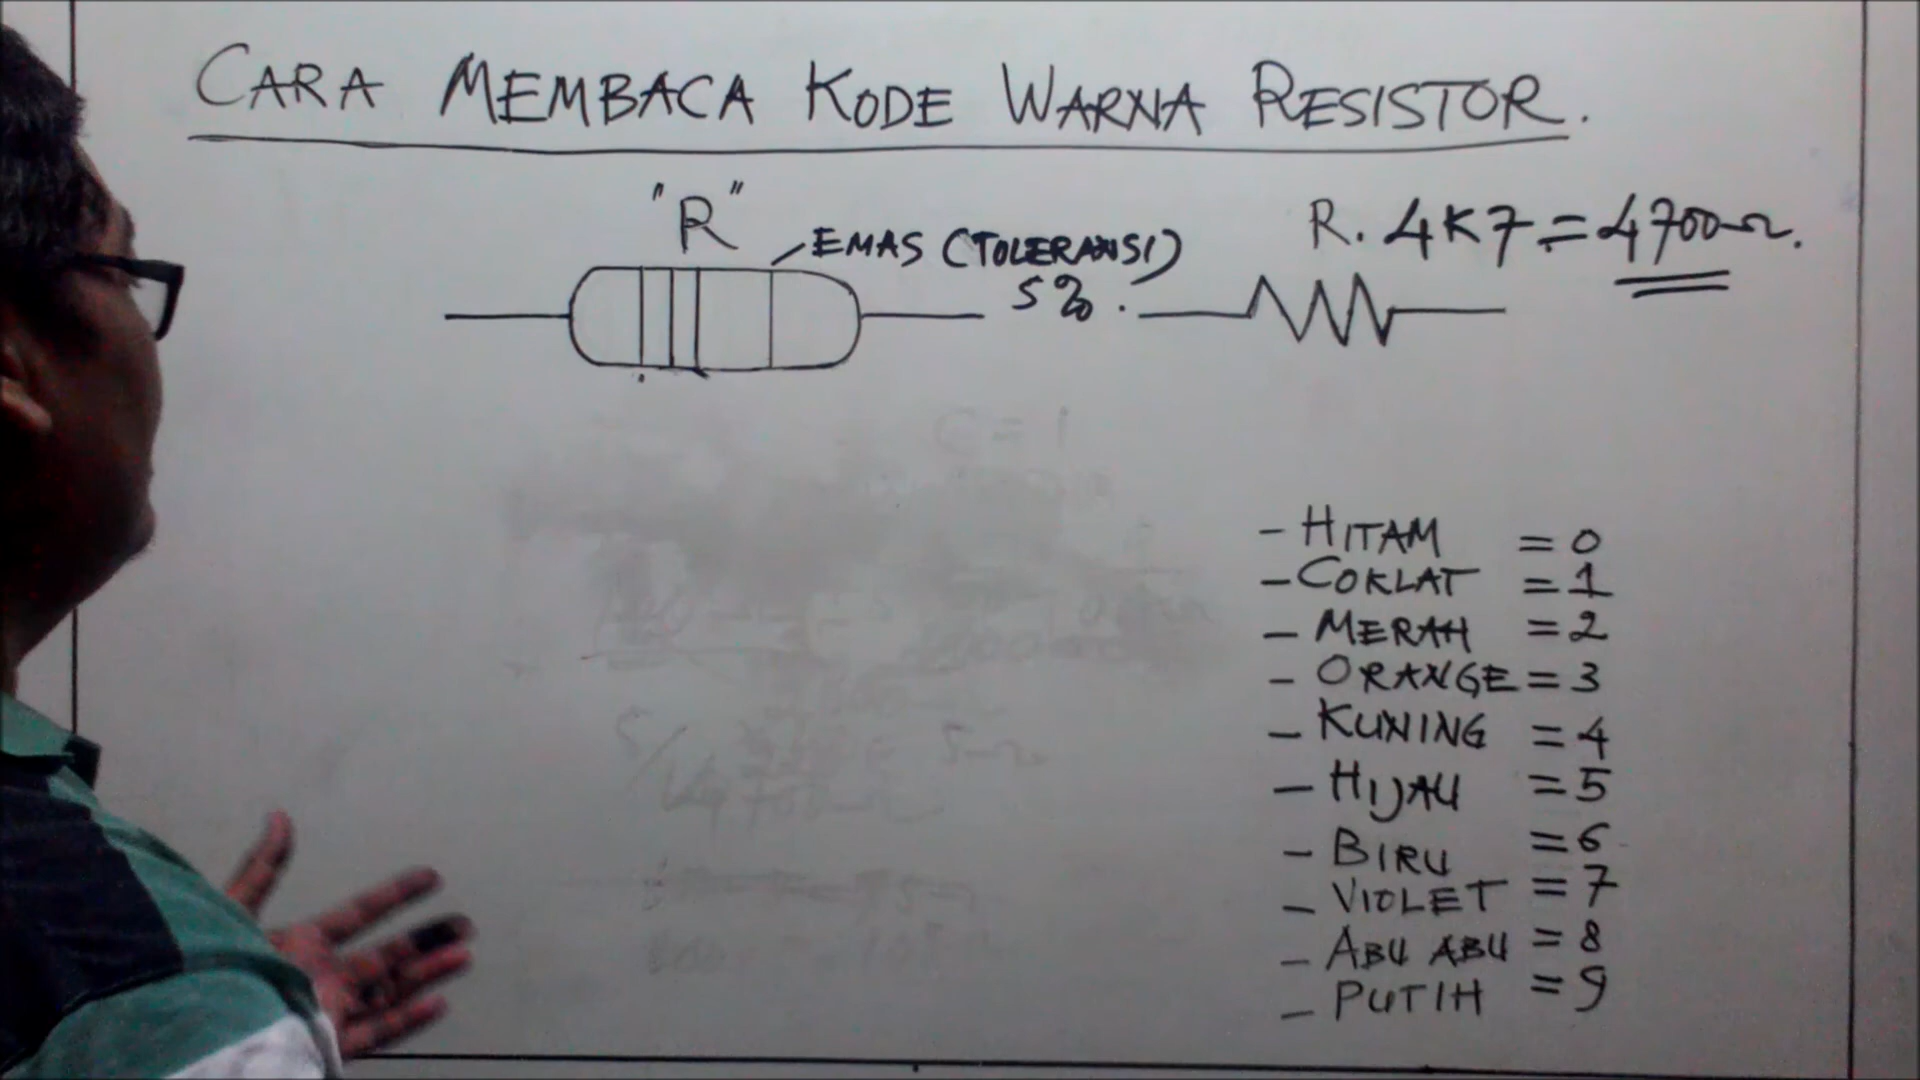 CARA MEMBACA KODE WARNA RESISTOR.
"R"
EMAS (TOLERANSI)
5%.
R. 4K7 = 4700Ω.
- HITAM = 0
- COKLAT = 1
- MERAH = 2
- ORANGE = 3
- KUNING = 4
- HIJAU = 5
- BIRU = 6
- VIOLET = 7
- ABU ABU = 8
- PUTIH = 9